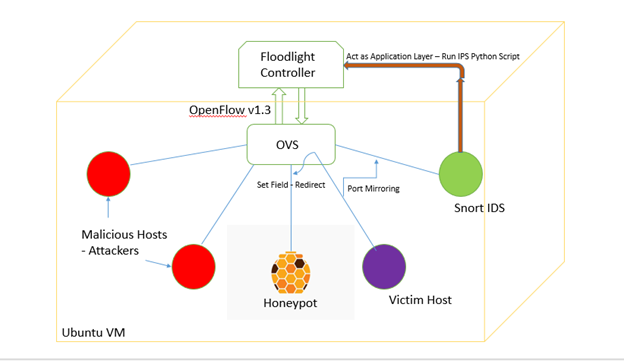 Floodlight
Controller
Act as Application Layer – Run IPS Python Script
OpenFlow v1.3
OVS
Set Field - Redirect
Port Mirroring
Snort IDS
Malicious Hosts
- Attackers
Honeypot
Victim Host
Ubuntu VM